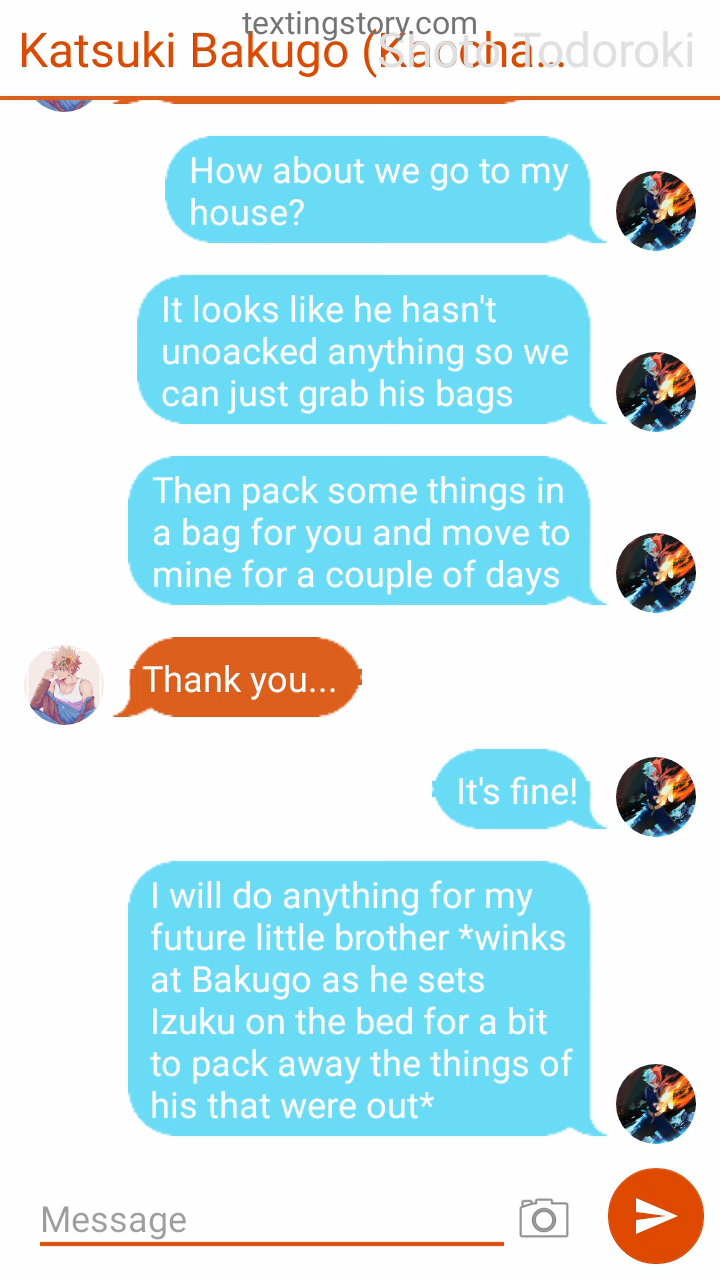 textingstory.com
Katsuki Bakugo (Kaccha...
Shoto Todoroki
How about we go to my
house?
It looks like he hasn't
unoacked anything so we
can just grab his bags
Then pack some things in
a bag for you and move to
mine for a couple of days
Thank you...
It's fine!
I will do anything for my
future little brother *winks
at Bakugo as he sets
Izuku on the bed for a bit
to pack away the things of
his that were out*
Message